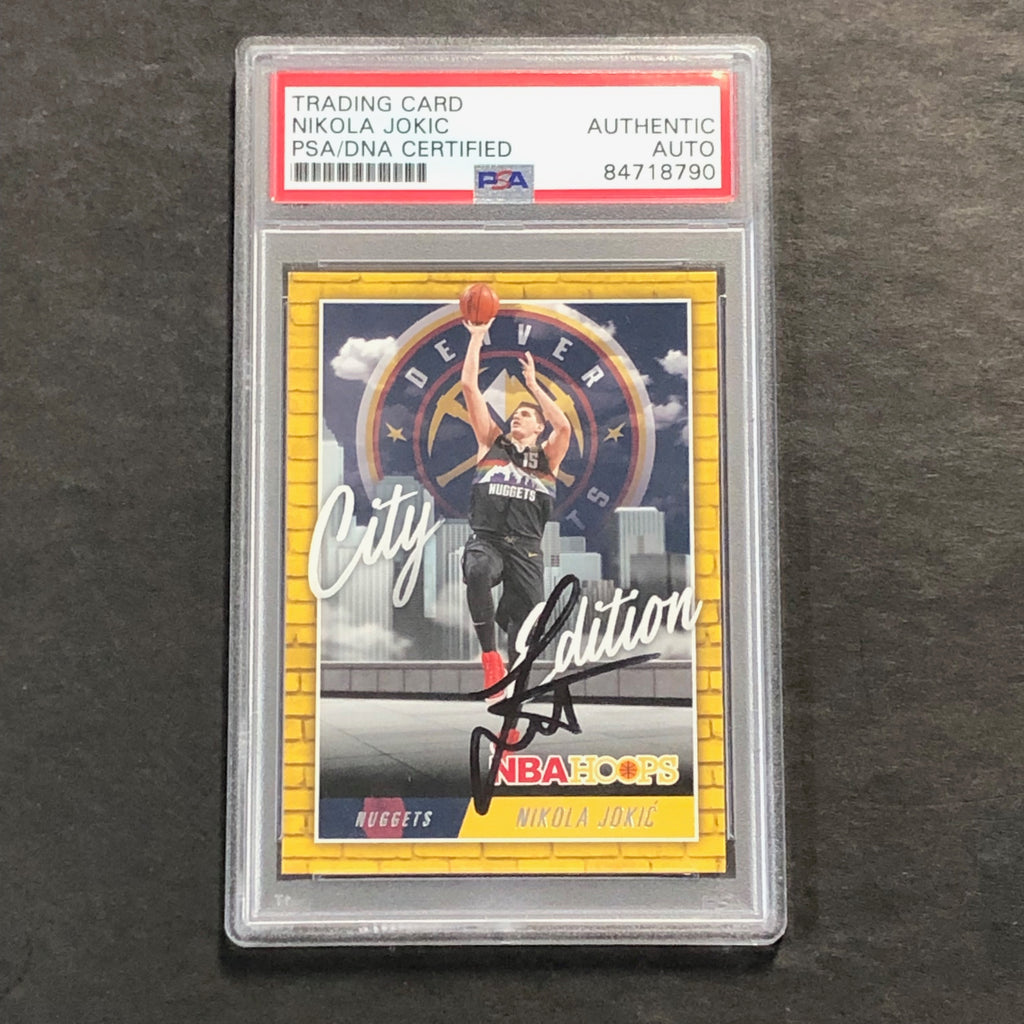 TRADING CARD
NIKOLA JOKIC
PSA/DNA CERTIFIED
AUTHENTIC
AUTO
84718790
PSA
DENVER
15
NUGGETS
City
Edition
NBA HOOPS
NUGGETS
NIKOLA JOKIĆ